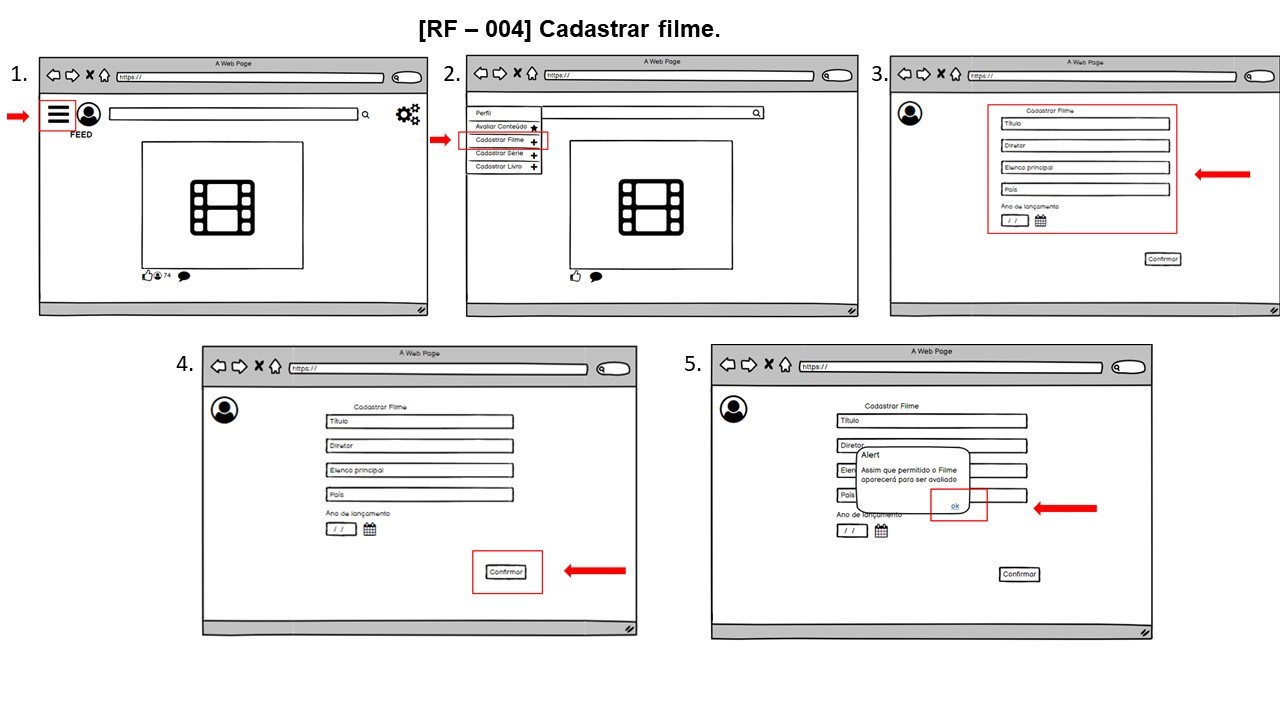 [RF – 004] Cadastrar filme.
1.
A Web Page
https://
FEED
74
2.
A Web Page
https://
Perfil
Avaliar Conteúdo
Cadastrar Filme
Cadastrar Série
Cadastrar Livro
3.
A Web Page
https://
Cadastrar Filme
Título
Diretor
Elenco principal
País
Ano de lançamento
/ /
Confirmar
4.
A Web Page
https://
Cadastrar Filme
Título
Diretor
Elenco principal
País
Ano de lançamento
/ /
Confirmar
5.
A Web Page
https://
Cadastrar Filme
Título
Diretor
Alert
Elen
Assim que permitido o Filme
aparecerá para ser avaliado
País
ok
Ano de lançamento
/ /
Confirmar